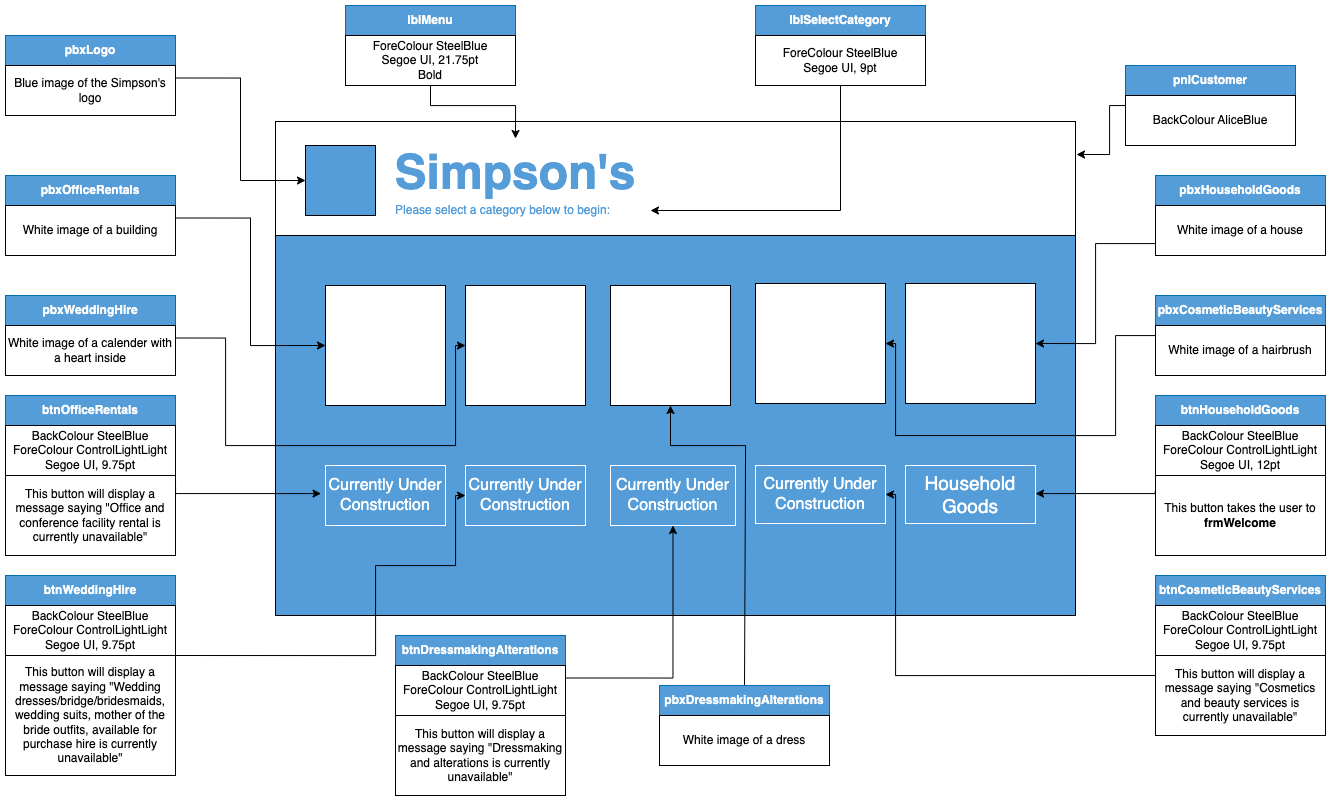 lblMenu
ForeColour SteelBlue
Segoe UI, 21.75pt
Bold
lblSelectCategory
ForeColour SteelBlue
Segoe UI, 9pt
pbxLogo
Blue image of the Simpson's
logo
pnlCustomer
BackColour AliceBlue
Simpson's
Please select a category below to begin:
pbxOfficeRentals
White image of a building
pbxHouseholdGoods
White image of a house
pbxWeddingHire
White image of a calender with
a heart inside
pbxCosmeticBeautyServices
White image of a hairbrush
btnOfficeRentals
BackColour SteelBlue
ForeColour ControlLightLight
Segoe UI, 9.75pt
This button will display a
message saying "Office and
conference facility rental is
currently unavailable"
Currently Under
Construction
Currently Under
Construction
Currently Under
Construction
Currently Under
Construction
Household
Goods
btnHouseholdGoods
BackColour SteelBlue
ForeColour ControlLightLight
Segoe UI, 12pt
This button takes the user to
frmWelcome
btnWeddingHire
BackColour SteelBlue
ForeColour ControlLightLight
Segoe UI, 9.75pt
This button will display a
message saying "Wedding
dresses/bridge/bridesmaids,
wedding suits, mother of the
bride outfits, available for
purchase hire is currently
unavailable"
btnDressmakingAlterations
BackColour SteelBlue
ForeColour ControlLightLight
Segoe UI, 9.75pt
This button will display a
message saying "Dressmaking
and alterations is currently
unavailable"
pbxDressmakingAlterations
White image of a dress
btnCosmeticBeautyServices
BackColour SteelBlue
ForeColour ControlLightLight
Segoe UI, 9.75pt
This button will display a
message saying "Cosmetics
and beauty services is
currently unavailable"